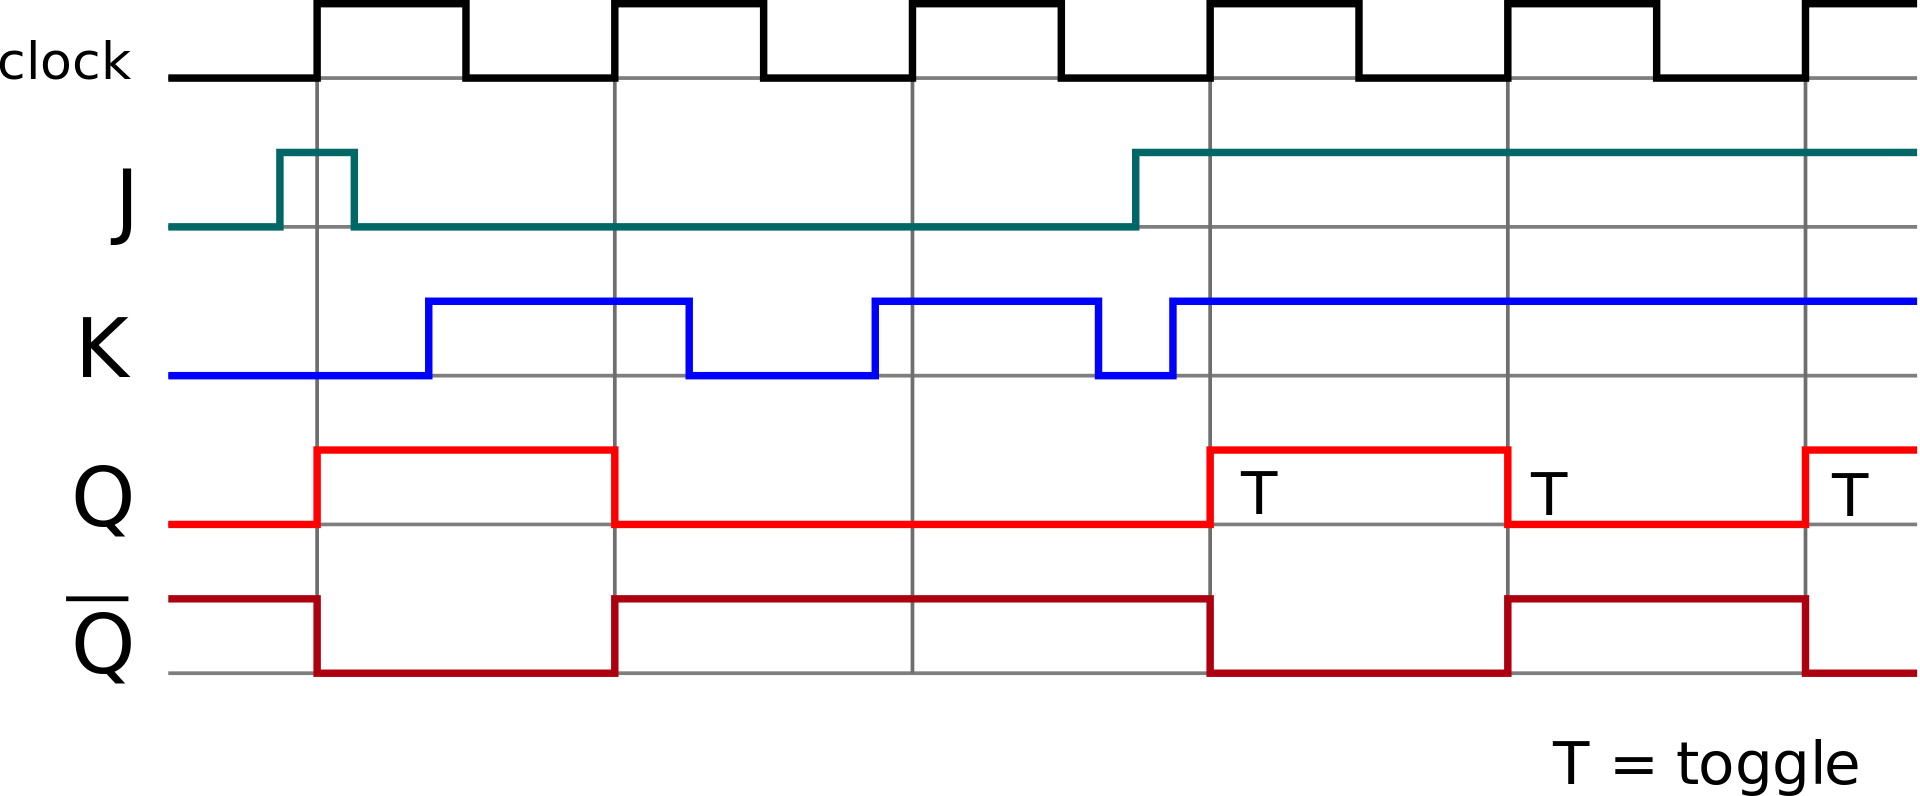 clock
J
K
Q
T T T
Q̅
T = toggle